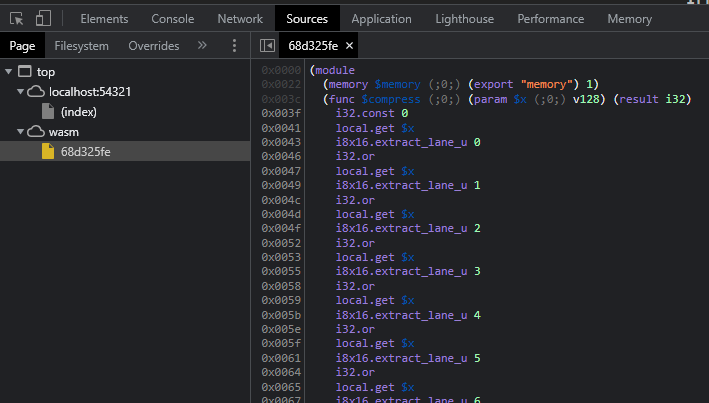 Elements Console Network Sources Application Lighthouse Performance Memory
Page Filesystem Overrides » 68d325fe ×
top
localhost:54321
(index)
wasm
68d325fe
0x0000 (module
0x0022 (memory $memory (;0;) (export "memory") 1)
0x003c (func $compress (;0;) (param $x (;0;) v128) (result i32)
0x003f i32.const 0
0x0041 local.get $x
0x0043 i8x16.extract_lane_u 0
0x0046 i32.or
0x0047 local.get $x
0x0049 i8x16.extract_lane_u 1
0x004c i32.or
0x004d local.get $x
0x004f i8x16.extract_lane_u 2
0x0052 i32.or
0x0053 local.get $x
0x0055 i8x16.extract_lane_u 3
0x0058 i32.or
0x0059 local.get $x
0x005b i8x16.extract_lane_u 4
0x005e i32.or
0x005f local.get $x
0x0061 i8x16.extract_lane_u 5
0x0064 i32.or
0x0065 local.get $x
0x0067 i8x16.extract_lane_u 6